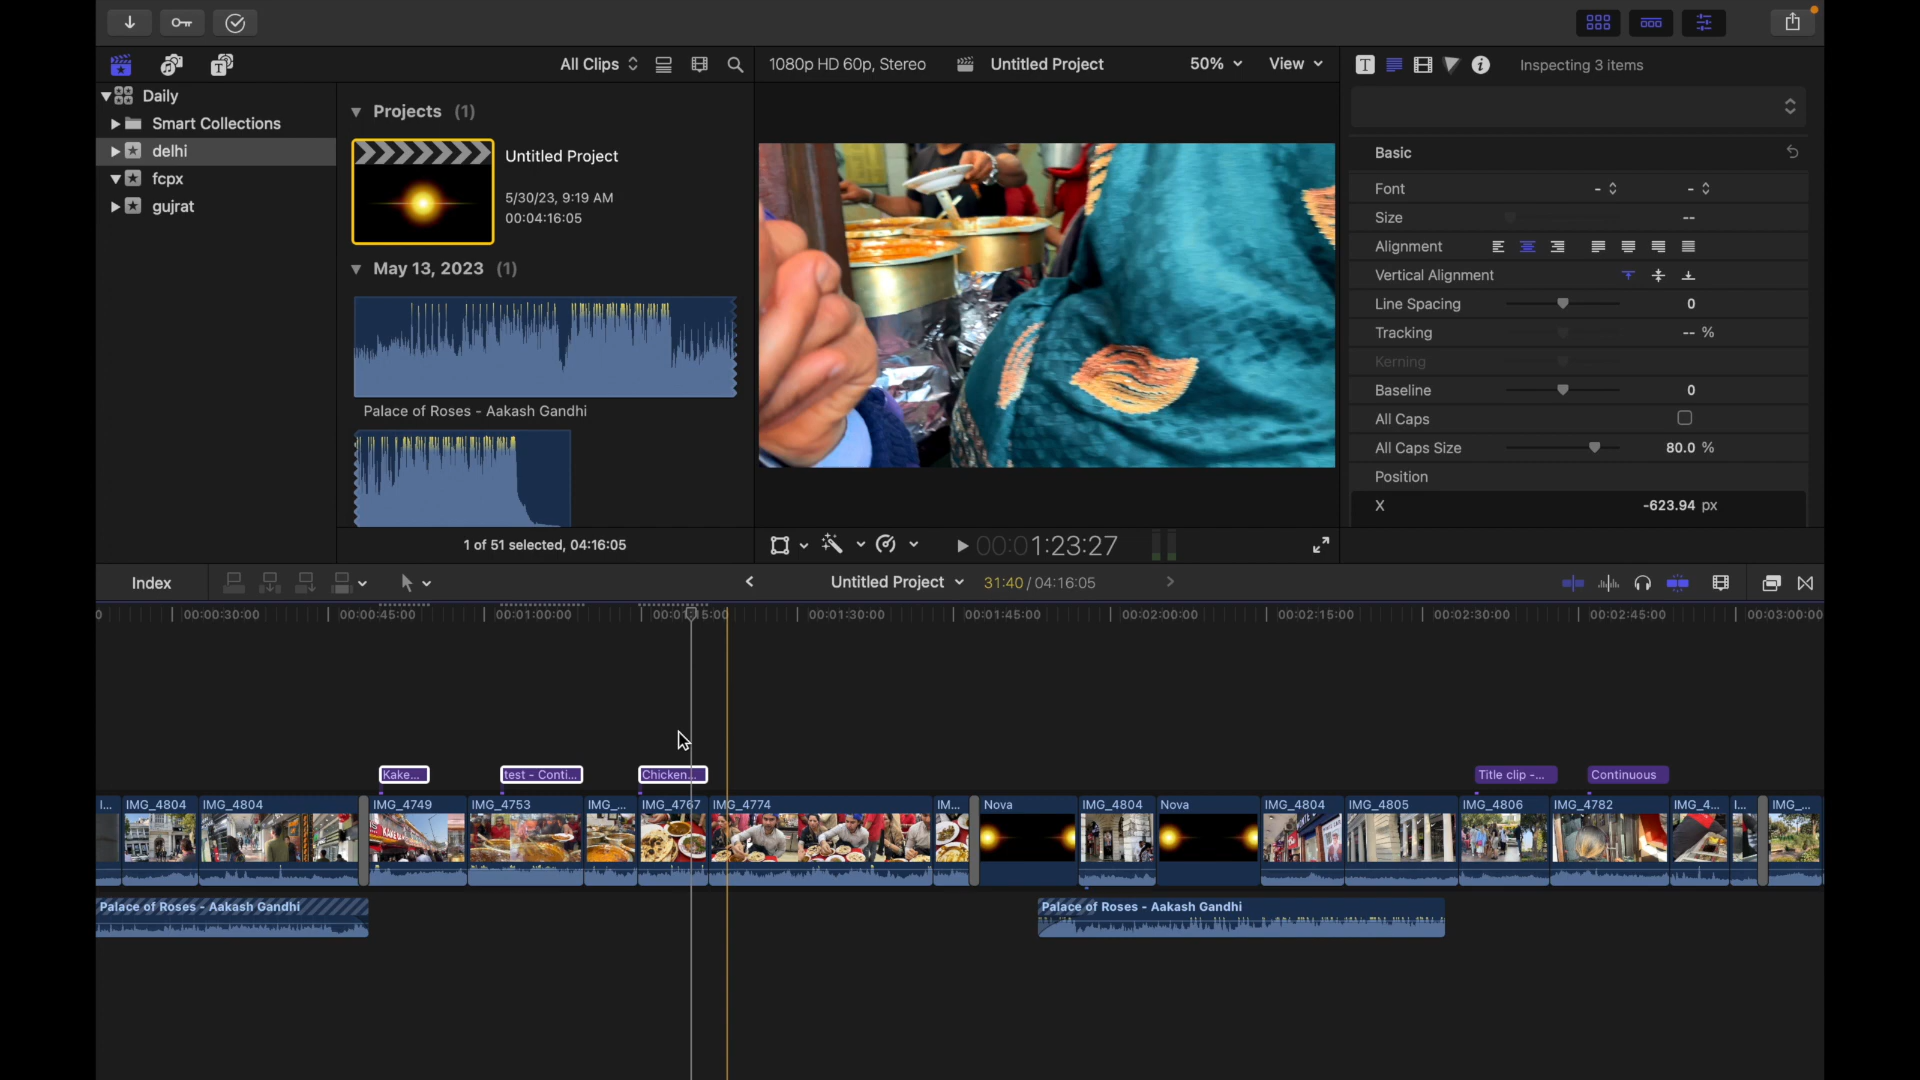 All Clips
1080p HD 60p, Stereo
Untitled Project
50%
View
Inspecting 3 items
Daily
Smart Collections
delhi
fcpx
gujrat
Projects (1)
Untitled Project
5/30/23, 9:19 AM
00:04:16:05
May 13, 2023 (1)
Palace of Roses - Aakash Gandhi
1 of 51 selected, 04:16:05
00:01:23:27
Basic
Font - -
Size --
Alignment
Vertical Alignment
Line Spacing 0
Tracking -- %
Kerning
Baseline 0
All Caps
All Caps Size 80.0 %
Position
X -623.94 px
Index
Untitled Project
31:40 / 04:16:05
0 00:00:30:00 00:00:45:00 00:01:00:00 00:01:15:00 00:01:30:00 00:01:45:00 00:02:00:00 00:02:15:00 00:02:30:00 00:02:45:00 00:03:00:00
Kake... test - Conti... Chicken... Title clip -... Continuous
I... IMG_4804 IMG_4804 IMG_4749 IMG_4753 IMG_... IMG_4767 IMG_4774 IM... Nova IMG_4804 Nova IMG_4804 IMG_4805 IMG_4806 IMG_4782 IMG_4... I... IMG_...
Palace of Roses - Aakash Gandhi Palace of Roses - Aakash Gandhi